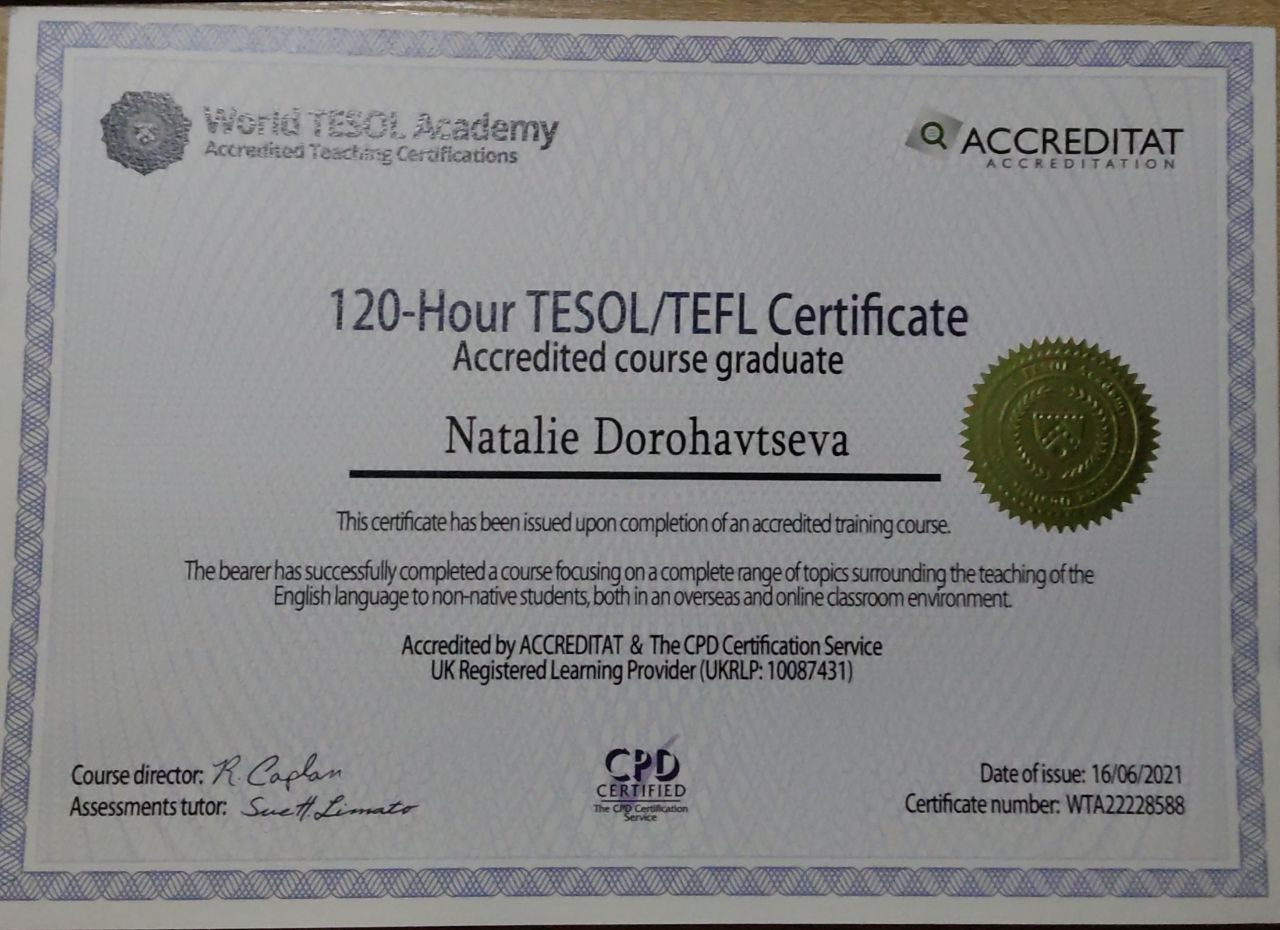 World TESOL Academy
Accredited Teaching Certifications
ACCREDITAT
ACCREDITATION
120-Hour TESOL/TEFL Certificate
Accredited course graduate
Natalie Dorohavtseva
This certificate has been issued upon completion of an accredited training course.
The bearer has successfully completed a course focusing on a complete range of topics surrounding the teaching of the
English language to non-native students, both in an overseas and online classroom environment.
Accredited by ACCREDITAT & The CPD Certification Service
UK Registered Learning Provider (UKRLP: 10087431)
Course director: R. Caplan
Assessments tutor: Sue H. Limato
CPD
CERTIFIED
The CPD Certification
Service
Date of issue: 16/06/2021
Certificate number: WTA22228588